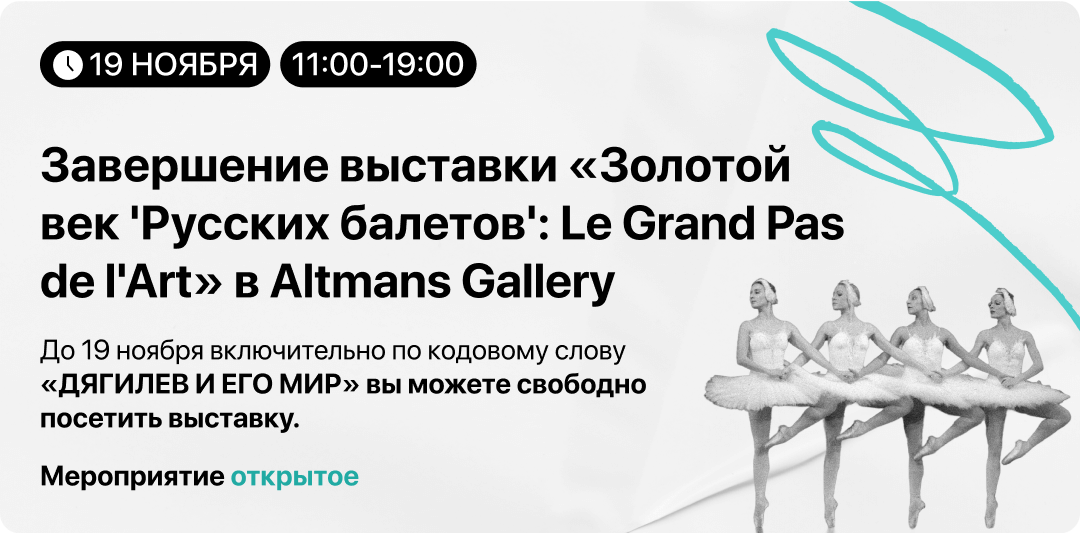 19 НОЯБРЯ 11:00-19:00
Завершение выставки «Золотой
век 'Русских балетов': Le Grand Pas
de l'Art» в Altmans Gallery
До 19 ноября включительно по кодовому слову
«ДЯГИЛЕВ И ЕГО МИР» вы можете свободно
посетить выставку.
Мероприятие открытое